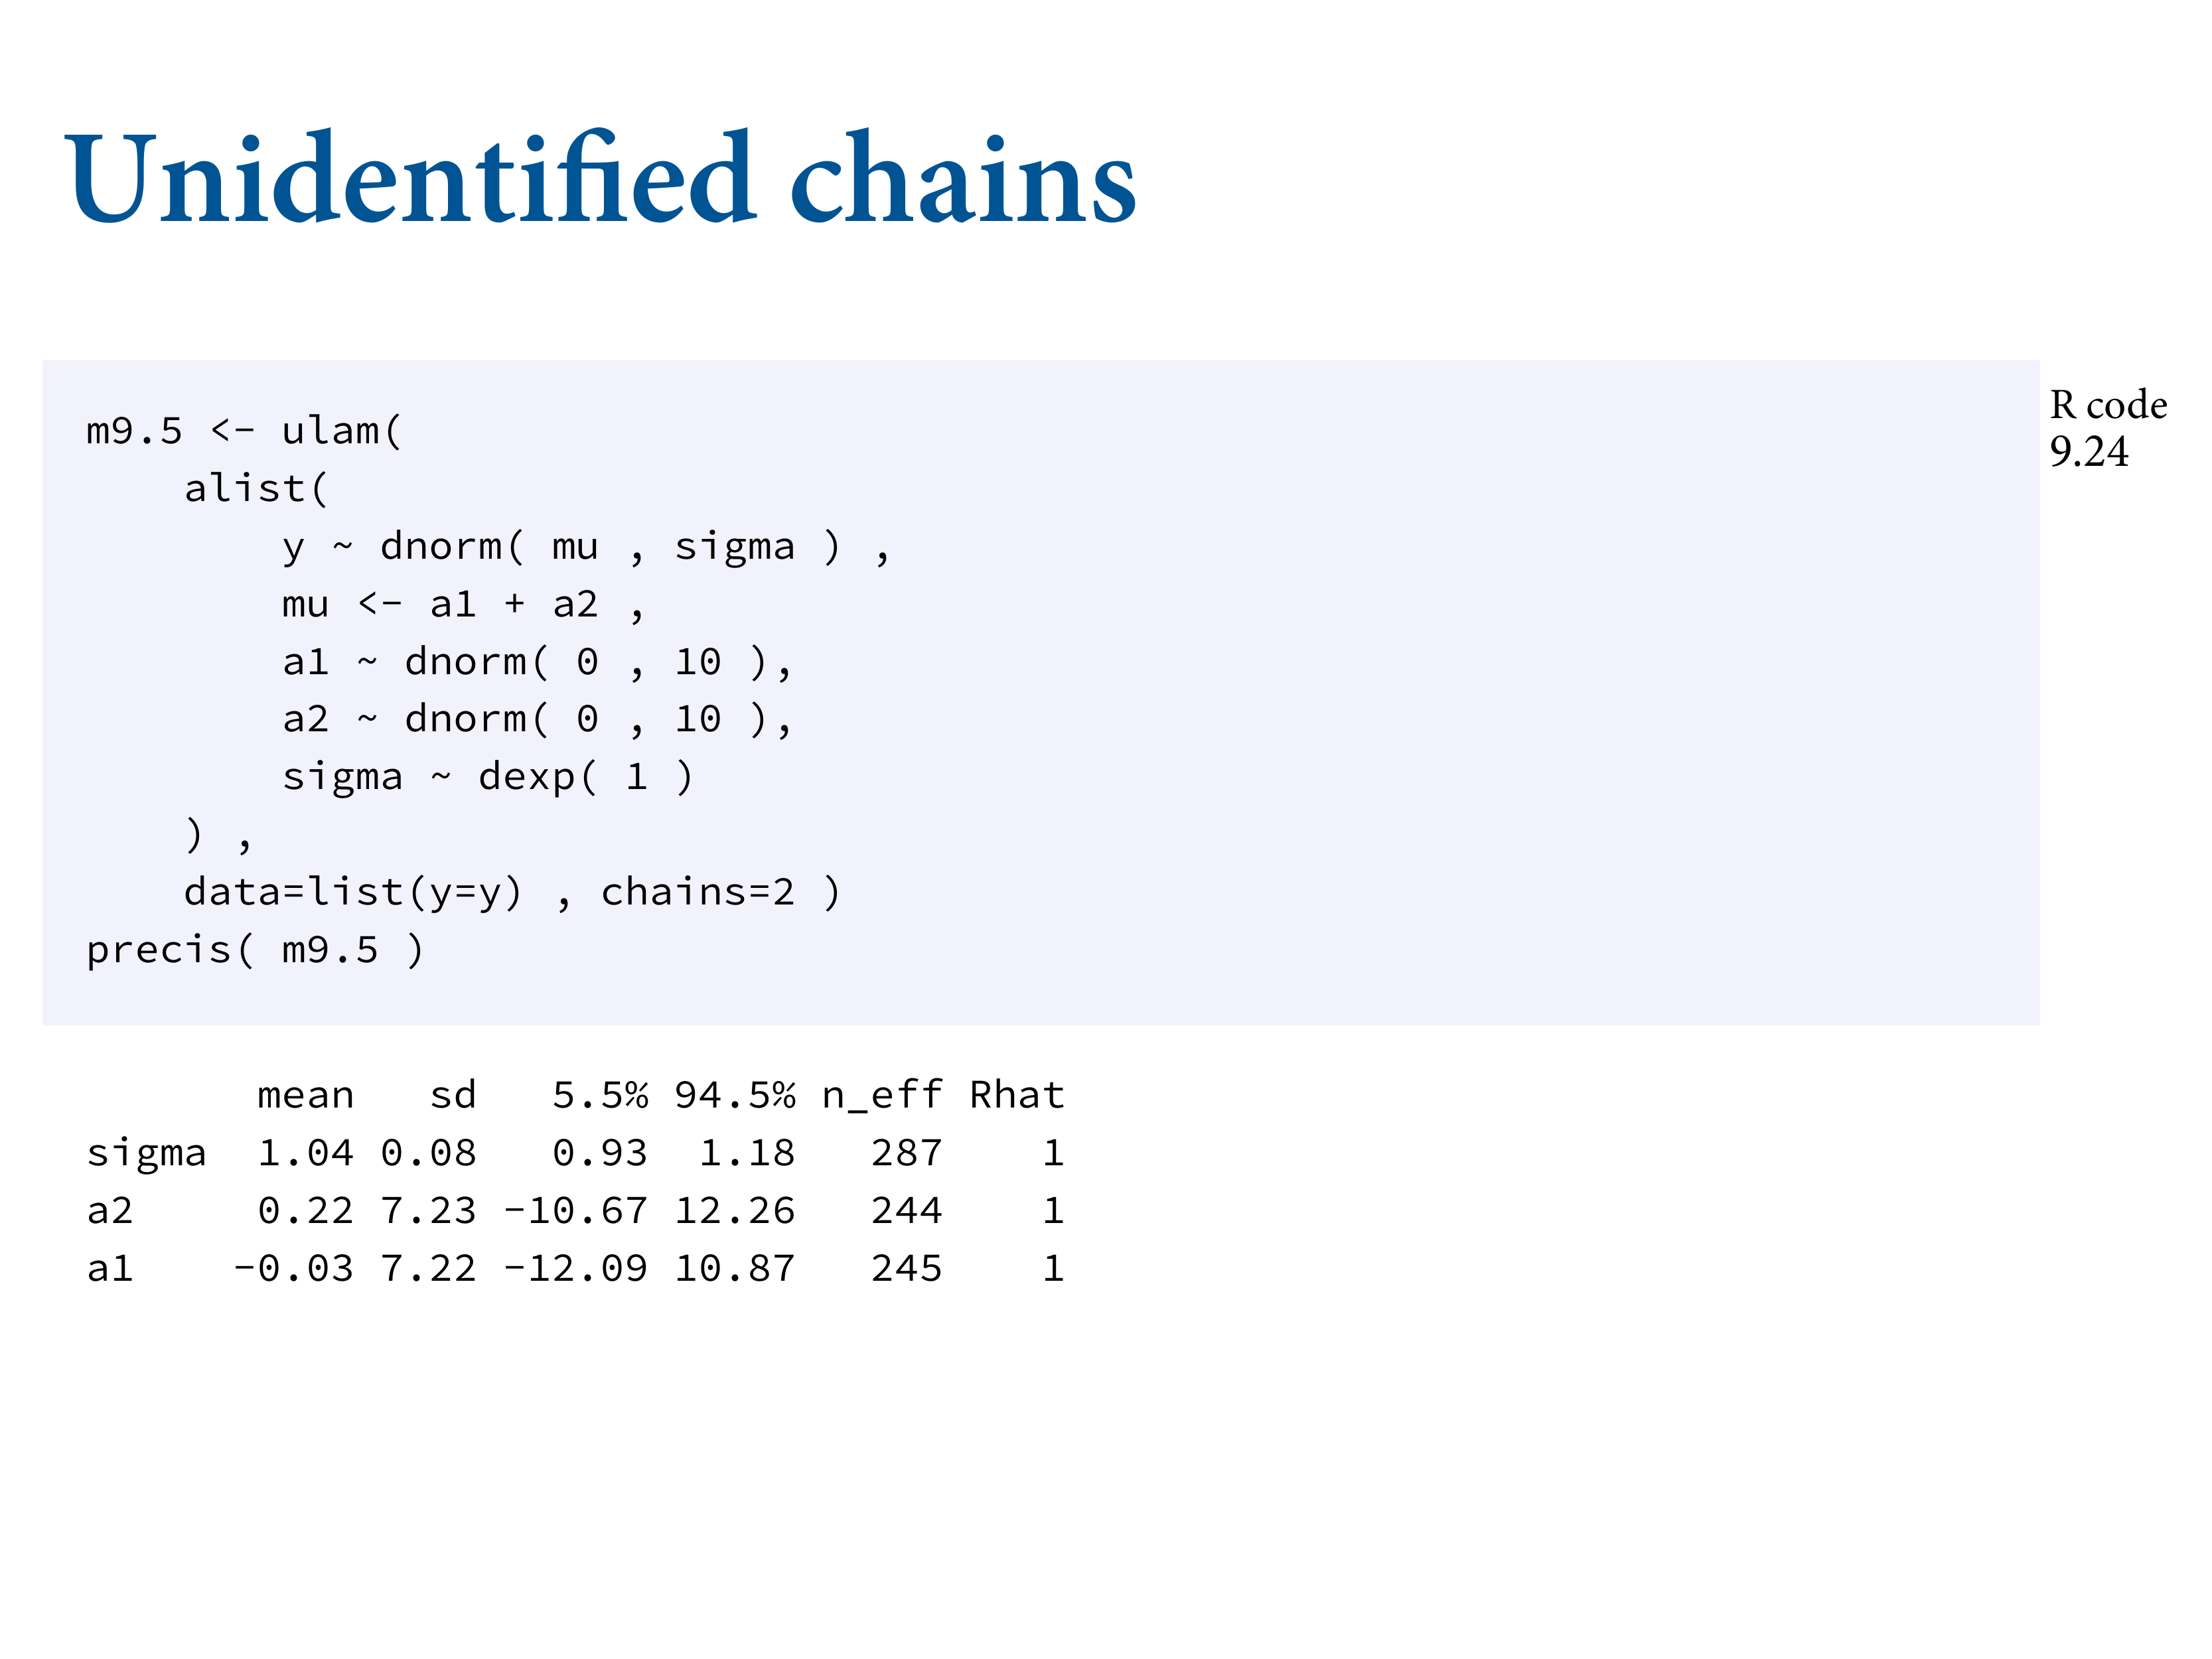 Unidentified chains
R code
9.24
m9.5 <- ulam(
    alist(
        y ~ dnorm( mu , sigma ) ,
        mu <- a1 + a2 ,
        a1 ~ dnorm( 0 , 10 ),
        a2 ~ dnorm( 0 , 10 ),
        sigma ~ dexp( 1 )
    ) ,
    data=list(y=y) , chains=2 )
precis( m9.5 )
       mean   sd   5.5% 94.5% n_eff Rhat
sigma  1.04 0.08   0.93  1.18   287    1
a2     0.22 7.23 -10.67 12.26   244    1
a1    -0.03 7.22 -12.09 10.87   245    1